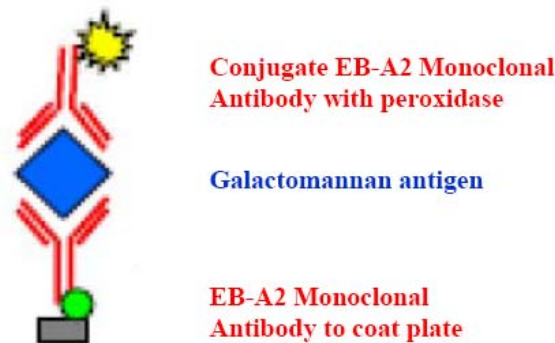 Conjugate EB-A2 Monoclonal
Antibody with peroxidase
Galactomannan antigen
EB-A2 Monoclonal
Antibody to coat plate